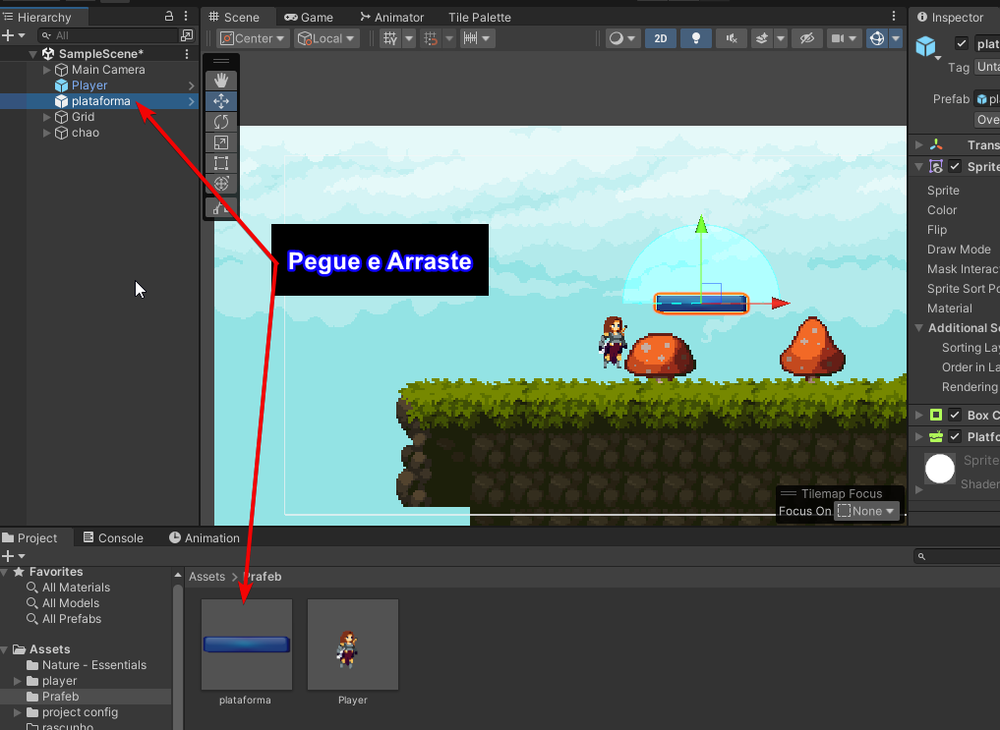 Hierarchy
Scene
Game
Animator
Tile Palette
Inspector
All
Center
Local
2D
SampleScene*
Main Camera
Player
plataforma
Grid
chao
Pegue e Arraste
plat
Tag Unta
Prefab pl
Ove
Trans
Sprite
Sprite
Color
Flip
Draw Mode
Mask Interac
Sprite Sort Po
Material
Additional Se
Sorting Lay
Order in La
Rendering
Box C
Platfo
Sprite
Shader
Tilemap Focus
Focus On None
Project
Console
Animation
Favorites
All Materials
All Models
All Prefabs
Assets
Nature - Essentials
player
Prafeb
project config
rascunho
Assets > Prafeb
plataforma
Player